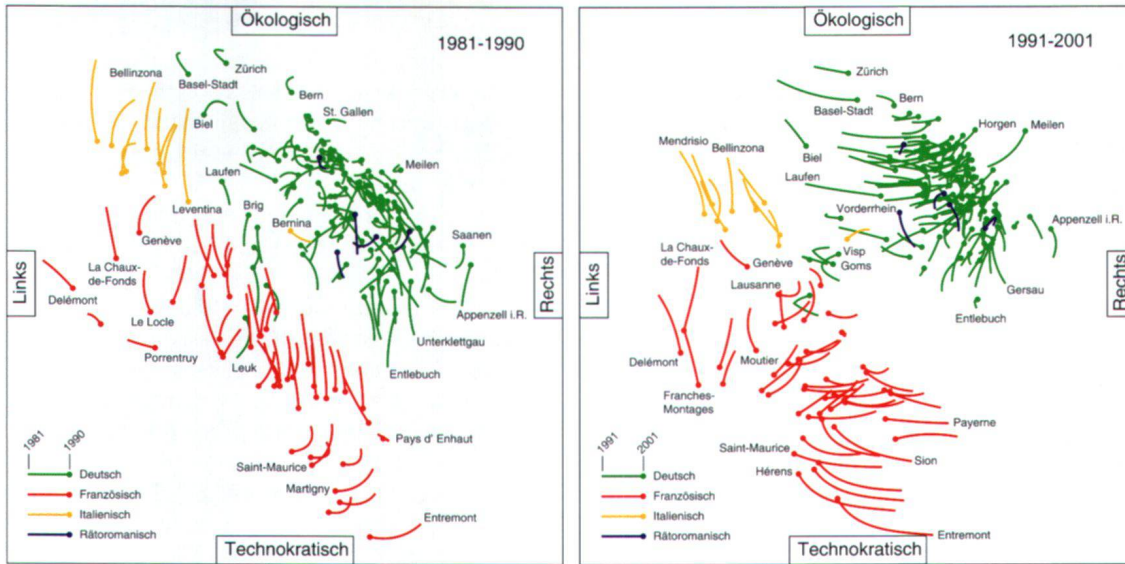 Ökologisch
1981-1990
Bellinzona
Zürich
Basel-Stadt
Bern
St. Gallen
Biel
Meilen
Laufen
Leventina
Brig
Bernina
Genève
Saanen
La Chaux-
de-Fonds
Links
Rechts
Delémont
Le Locle
Appenzell i.R.
Porrentruy
Unterklettgau
Leuk
Entlebuch
Pays d' Enhaut
Saint-Maurice
Martigny
Entremont
1981
1990
Deutsch
Französisch
Italienisch
Rätoromanisch
Technokratisch
Ökologisch
1991-2001
Zürich
Basel-Stadt
Bern
Horgen
Meilen
Mendrisio
Bellinzona
Biel
Laufen
Vorderrhein
Appenzell i.R.
La Chaux-
de-Fonds
Genève
Visp
Goms
Links
Rechts
Lausanne
Gersau
Entlebuch
Delémont
Moutier
Franches-
Montages
Payerne
Saint-Maurice
Sion
Hérens
Entremont
1991
2001
Deutsch
Französisch
Italienisch
Rätoromanisch
Technokratisch